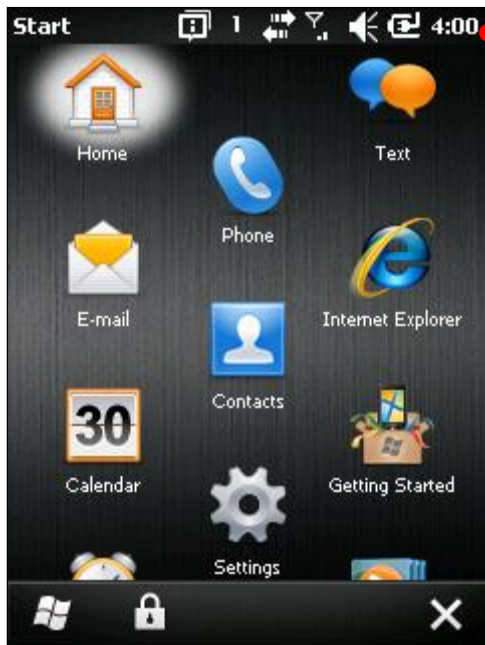 Start 1 4:00
Home
Text
Phone
E-mail
Internet Explorer
Contacts
30
Calendar
Getting Started
Settings